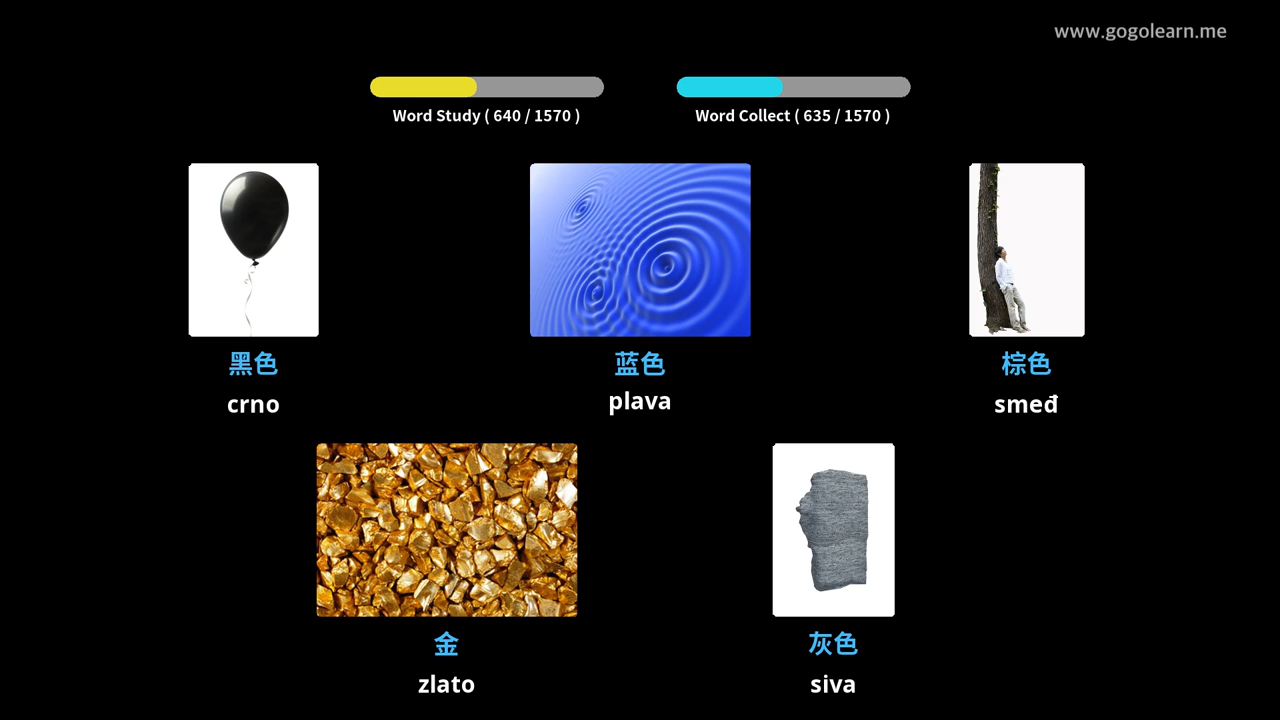 www.gogolearn.me
Word Study ( 640 / 1570 )
Word Collect ( 635 / 1570 )
黑色
蓝色
棕色
crno
plava
smeđ
金
灰色
zlato
siva